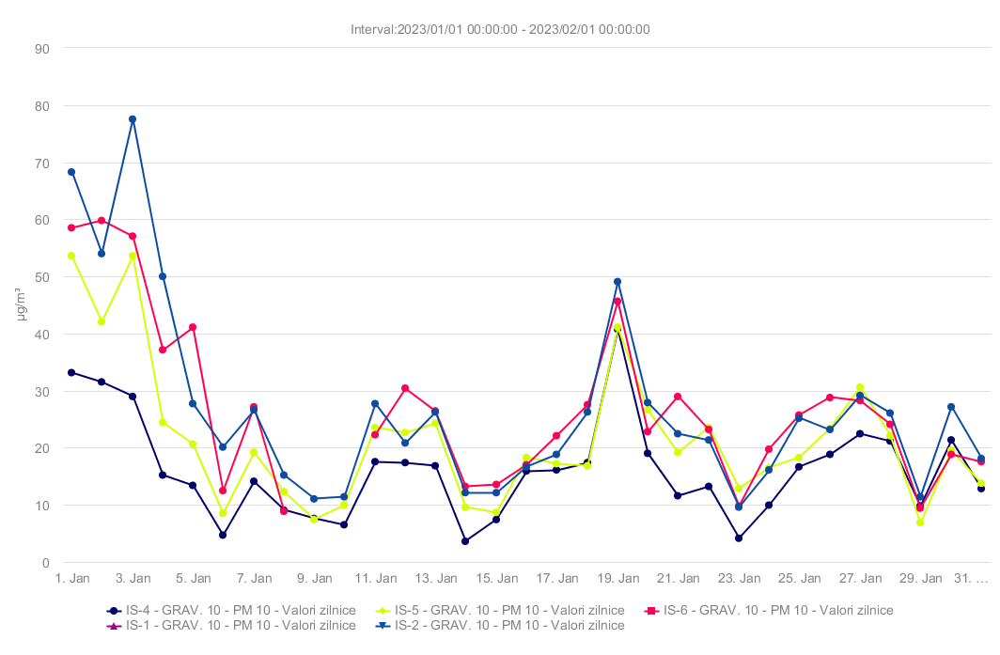 Interval:2023/01/01 00:00:00 - 2023/02/01 00:00:00
90
80
70
60
50
40
30
20
10
0
µg/m³
1. Jan 3. Jan 5. Jan 7. Jan 9. Jan 11. Jan 13. Jan 15. Jan 17. Jan 19. Jan 21. Jan 23. Jan 25. Jan 27. Jan 29. Jan 31. …
IS-4 - GRAV. 10 - PM 10 - Valori zilnice IS-5 - GRAV. 10 - PM 10 - Valori zilnice IS-6 - GRAV. 10 - PM 10 - Valori zilnice
IS-1 - GRAV. 10 - PM 10 - Valori zilnice IS-2 - GRAV. 10 - PM 10 - Valori zilnice